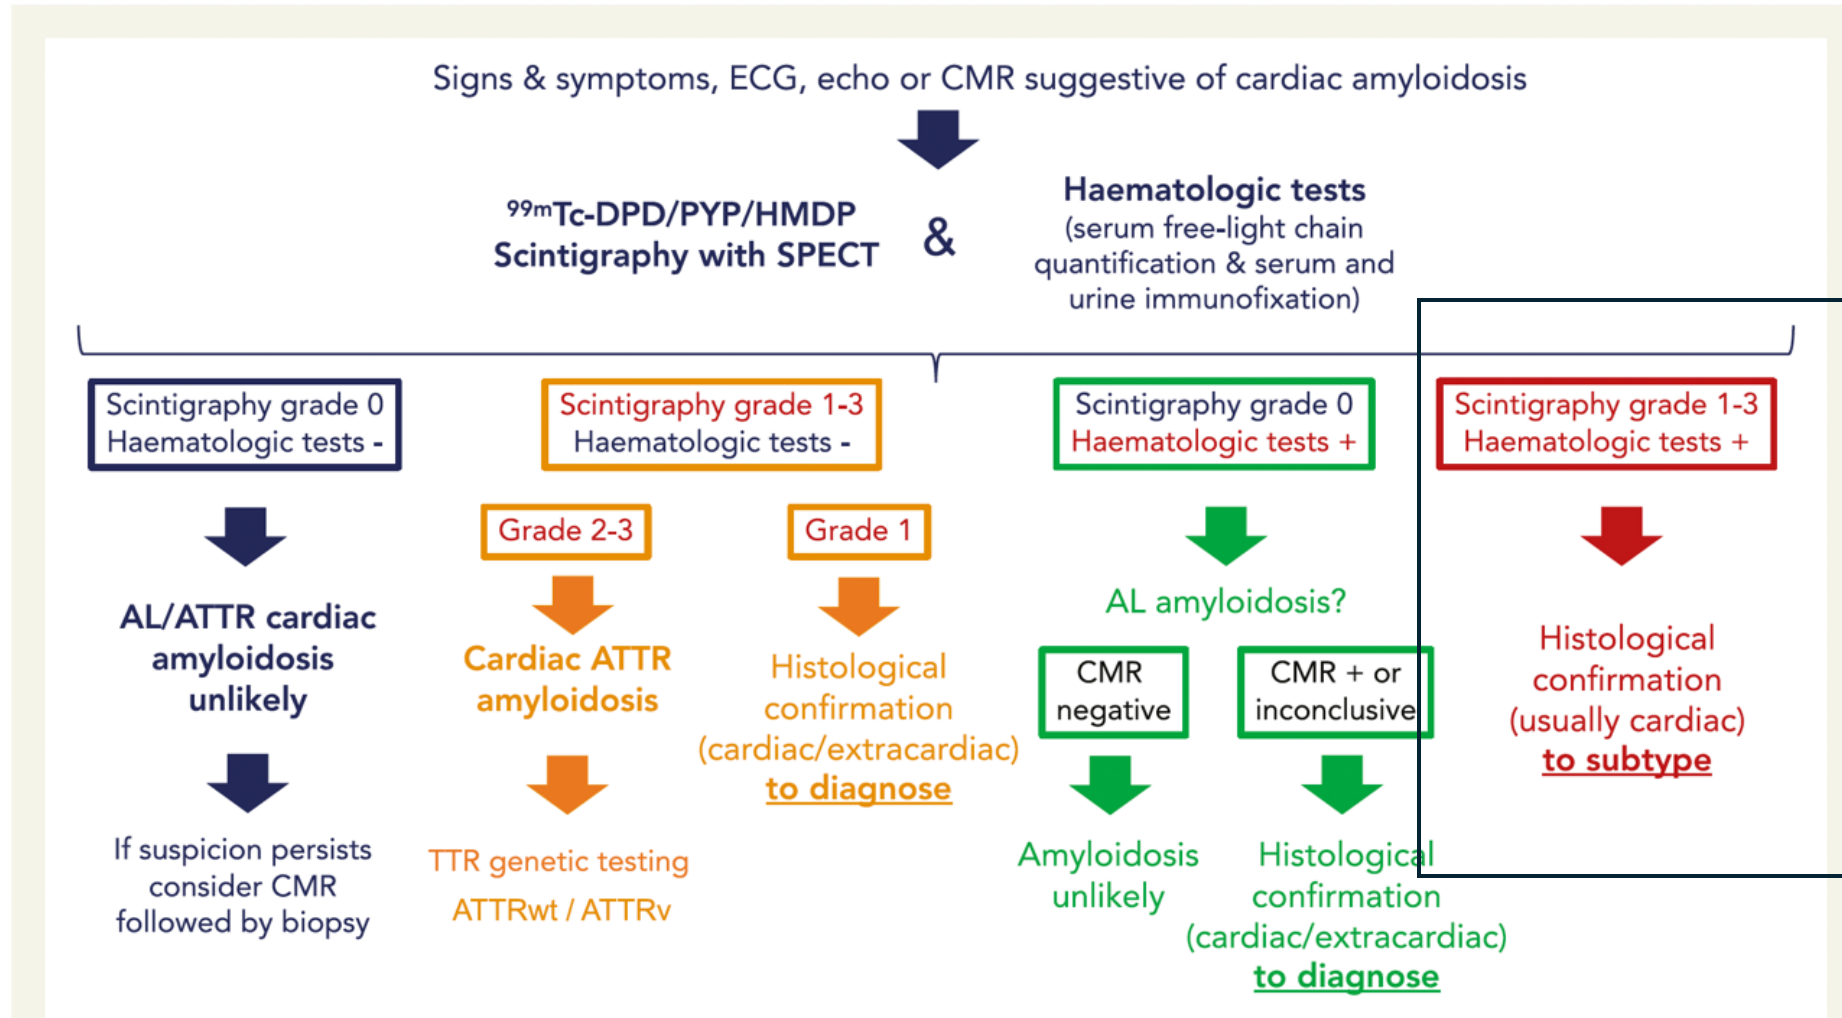 Signs & symptoms, ECG, echo or CMR suggestive of cardiac amyloidosis
99mTc-DPD/PYP/HMDP
Scintigraphy with SPECT
&
Haematologic tests
(serum free-light chain
quantification & serum and
urine immunofixation)
Scintigraphy grade 0
Haematologic tests -
AL/ATTR cardiac
amyloidosis
unlikely
If suspicion persists
consider CMR
followed by biopsy
Scintigraphy grade 1-3
Haematologic tests -
Grade 2-3
Cardiac ATTR
amyloidosis
TTR genetic testing
ATTRwt / ATTRv
Grade 1
Histological
confirmation
(cardiac/extracardiac)
to diagnose
Scintigraphy grade 0
Haematologic tests +
AL amyloidosis?
CMR
negative
Amyloidosis
unlikely
CMR + or
inconclusive
Histological
confirmation
(cardiac/extracardiac)
to diagnose
Scintigraphy grade 1-3
Haematologic tests +
Histological
confirmation
(usually cardiac)
to subtype